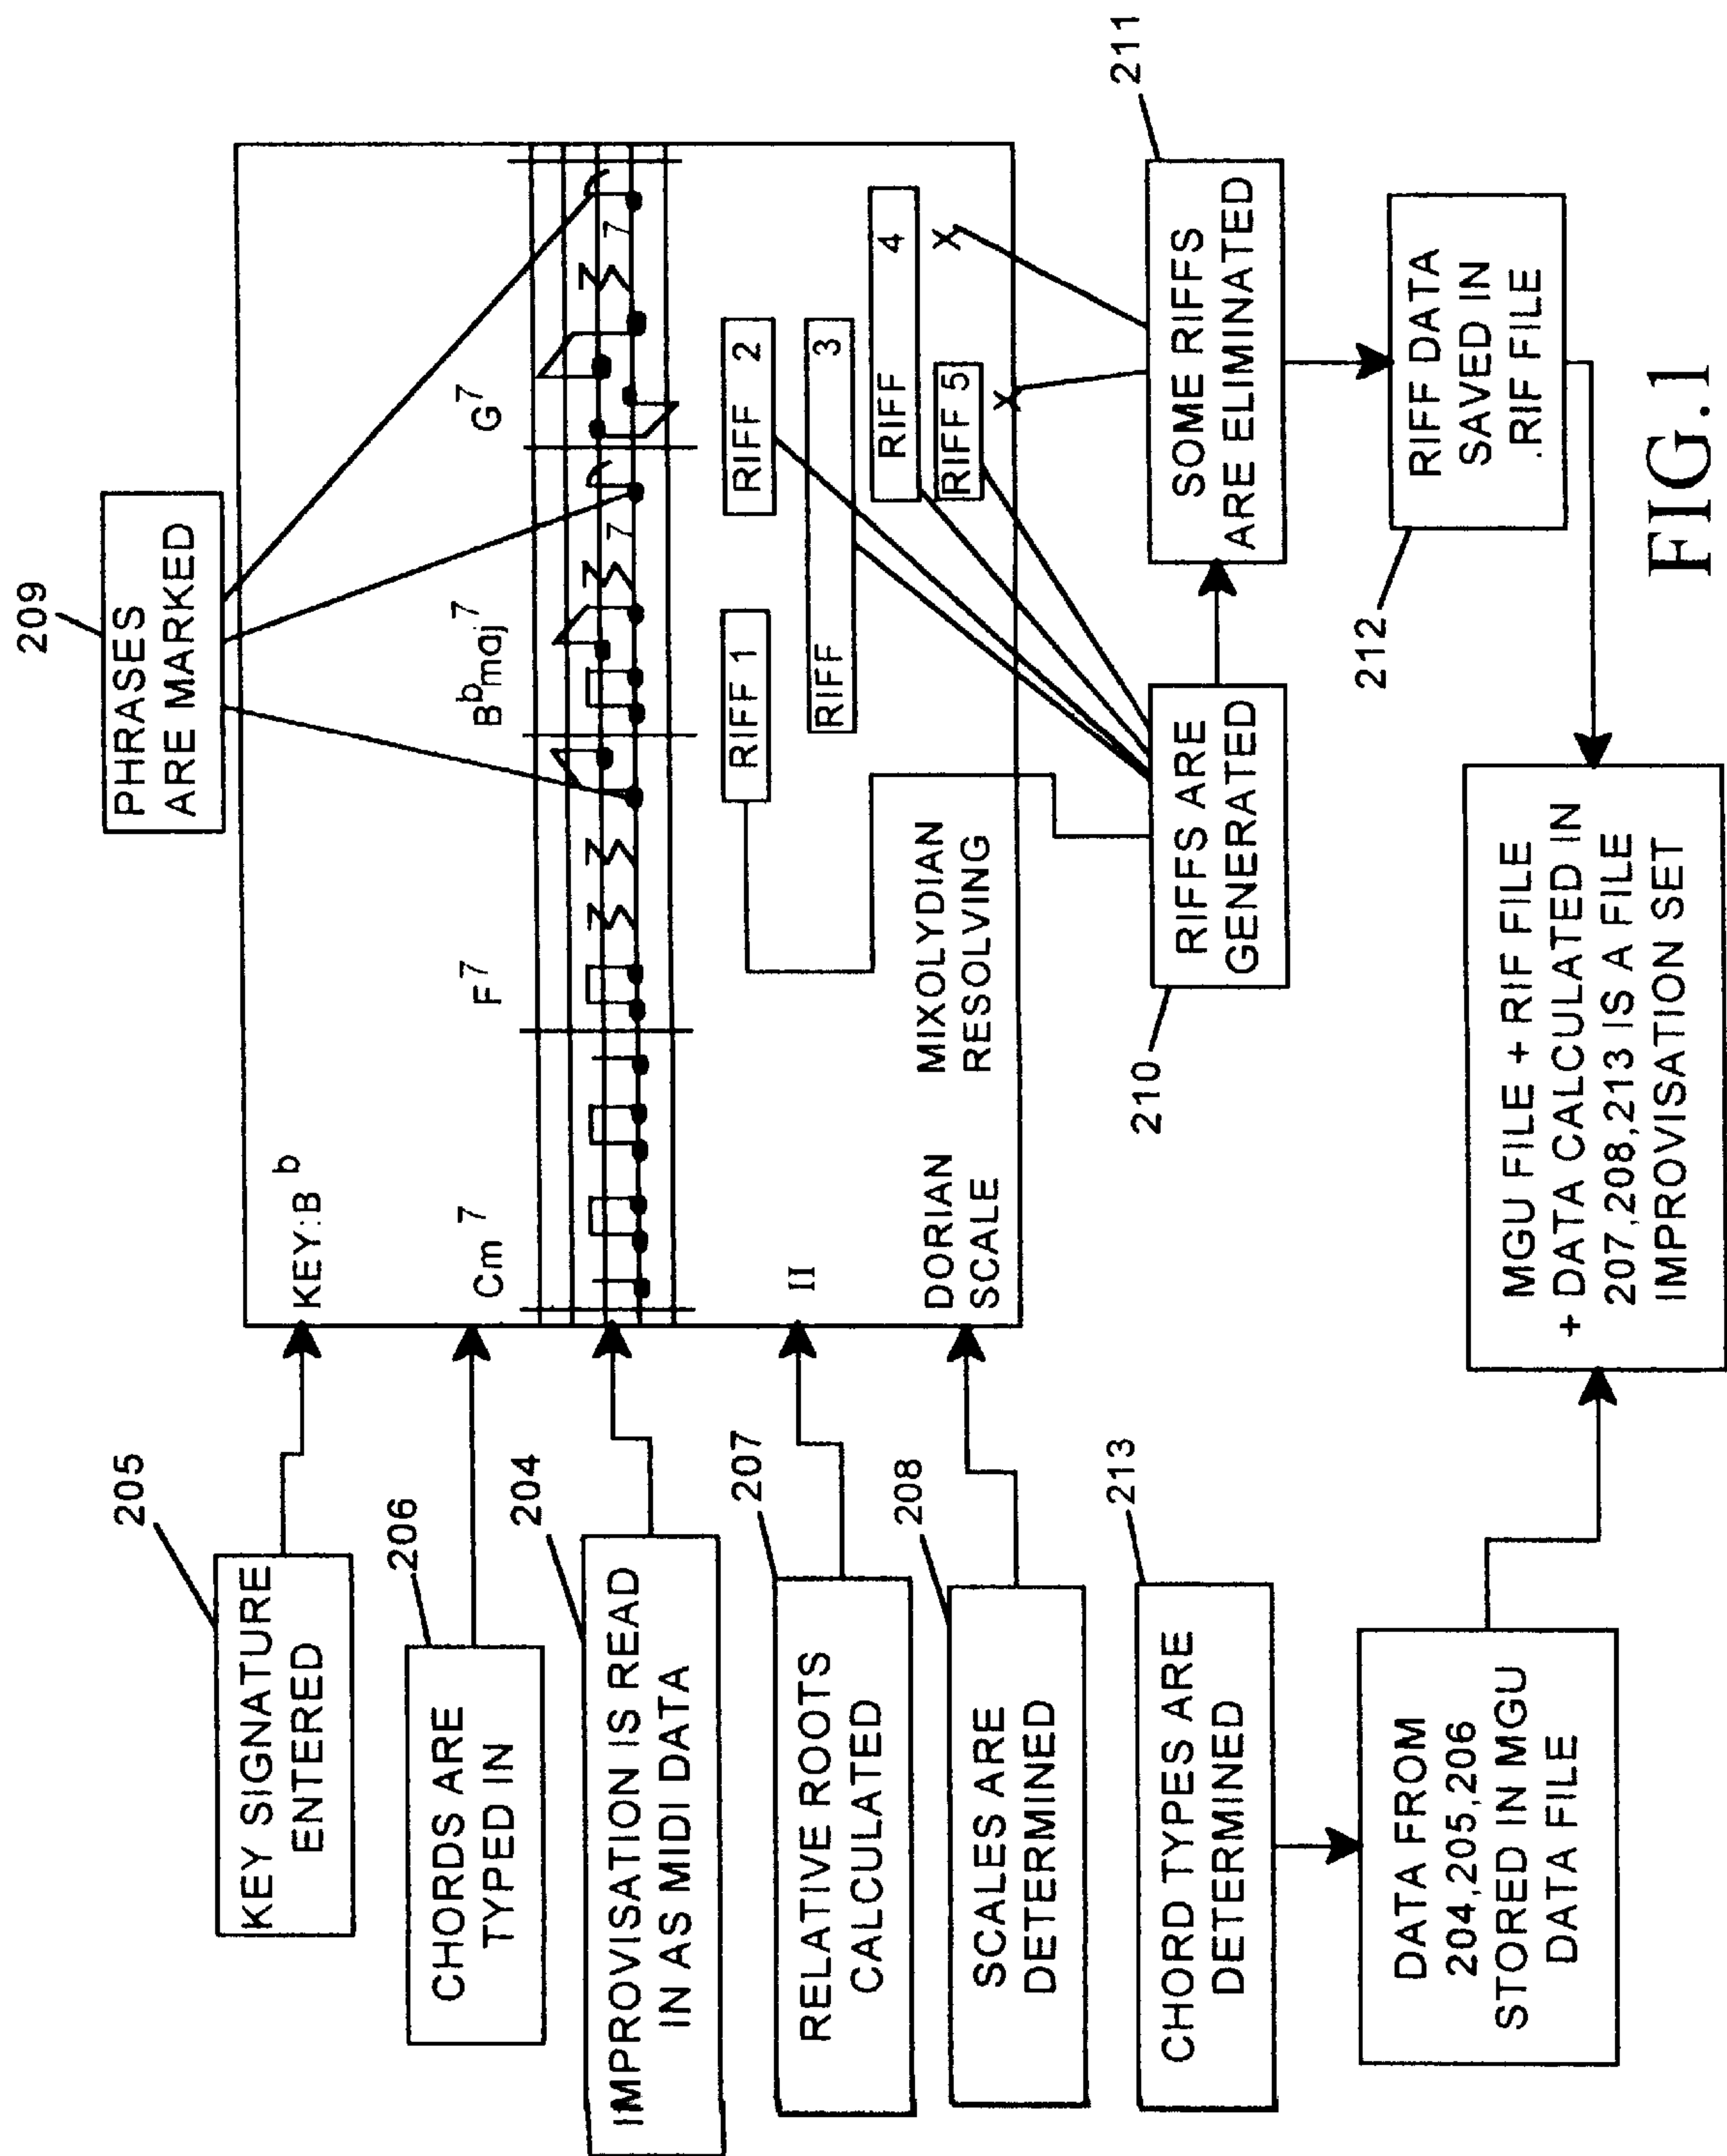 209
PHRASES
ARE MARKED
205
KEY SIGNATURE
ENTERED
KEY:B b
206
CHORDS ARE
TYPED IN
Cm 7
F 7
B b maj 7
G 7
204
IMPROVISATION IS READ
IN AS MIDI DATA
7
7
207
RELATIVE ROOTS
CALCULATED
II
RIFF 1
RIFF 2
RIFF 3
RIFF 4
RIFF 5
X
X
208
SCALES ARE
DETERMINED
DORIAN
SCALE
MIXOLYDIAN
RESOLVING
213
CHORD TYPES ARE
DETERMINED
210
RIFFS ARE
GENERATED
211
SOME RIFFS
ARE ELIMINATED
DATA FROM
204,205,206
STORED IN MGU
DATA FILE
212
RIFF DATA
SAVED IN
.RIF FILE
MGU FILE + RIF FILE
+ DATA CALCULATED IN
207,208,213 IS A FILE
IMPROVISATION SET
FIG.1